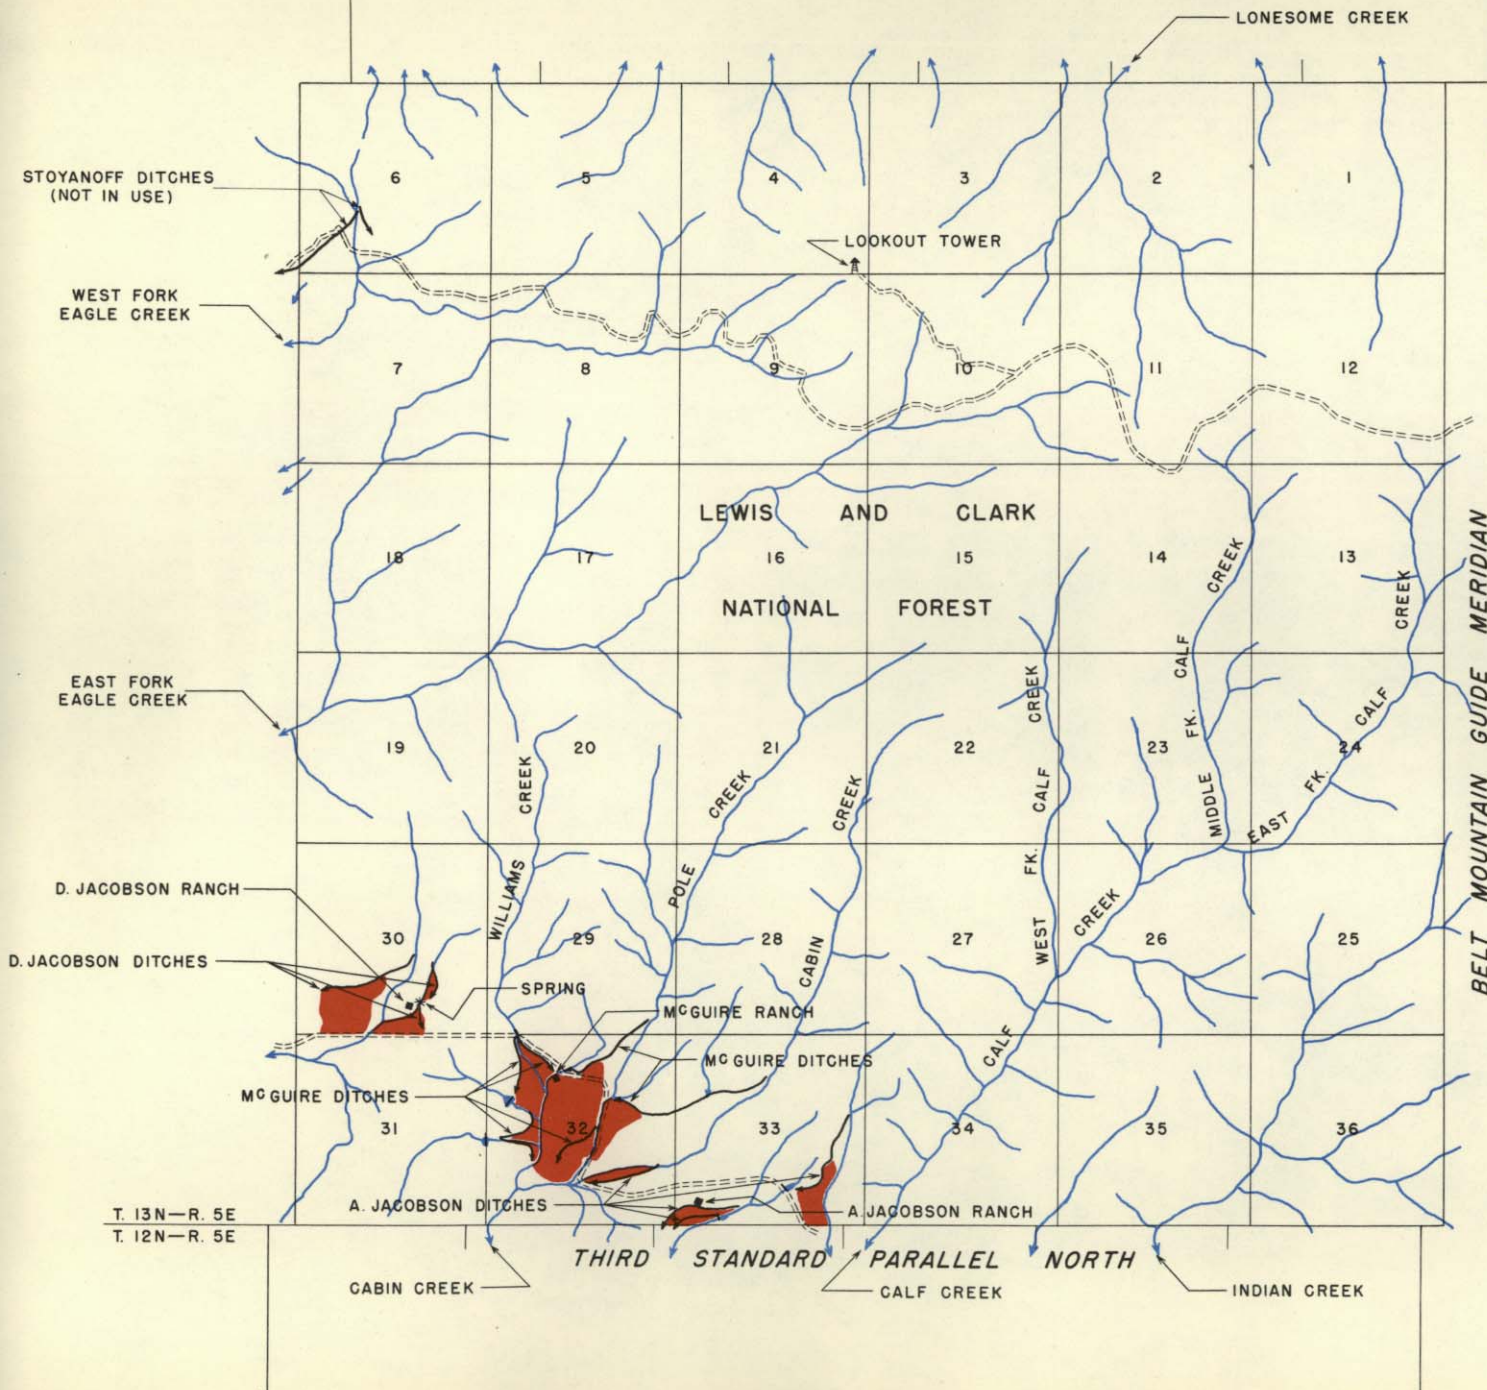 LONESOME CREEK
STOYANOFF DITCHES
(NOT IN USE)
6
5
4
3
2
1
LOOKOUT TOWER
WEST FORK
EAGLE CREEK
7
8
9
10
11
12
LEWIS AND CLARK
NATIONAL FOREST
18
17
16
15
14
13
BELT MOUNTAIN GUIDE MERIDIAN
EAST FORK
EAGLE CREEK
19
20
21
22
23
24
WILLIAMS CREEK
POLE CREEK
CABIN CREEK
WEST FK. CALF CREEK
MIDDLE FK. CALF CREEK
EAST FK. CALF CREEK
CALF CREEK
D. JACOBSON RANCH
30
29
28
27
26
25
D. JACOBSON DITCHES
SPRING
McGUIRE RANCH
McGUIRE DITCHES
McGUIRE DITCHES
31
32
33
34
35
36
A. JACOBSON DITCHES
A. JACOBSON RANCH
T. 13N—R. 5E
T. 12N—R. 5E
THIRD STANDARD PARALLEL NORTH
CABIN CREEK
CALF CREEK
INDIAN CREEK